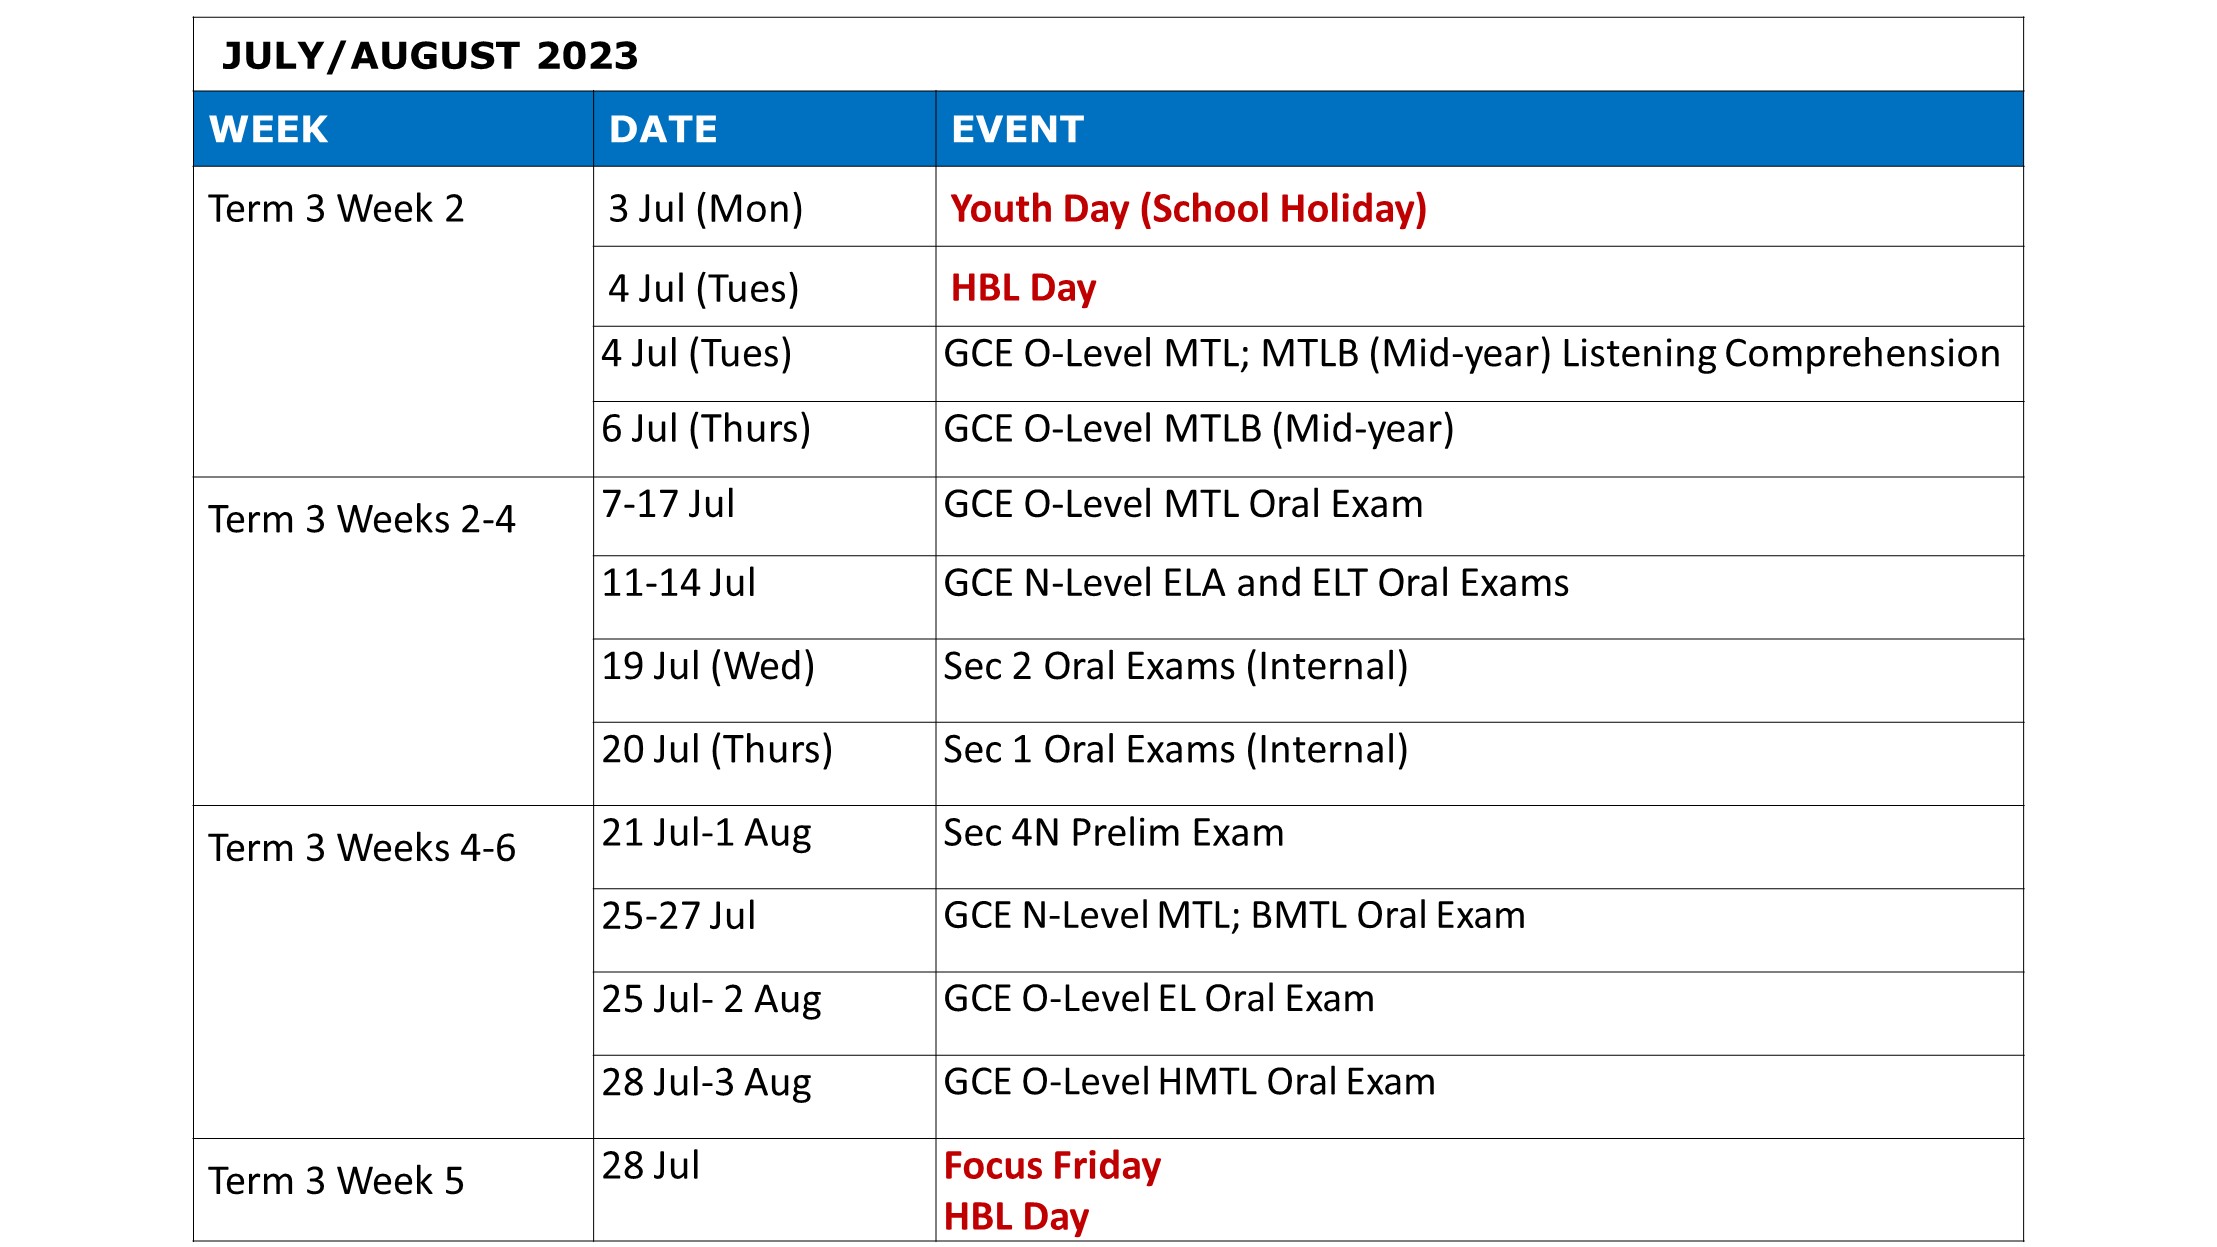 JULY/AUGUST 2023
WEEK DATE EVENT
Term 3 Week 2 3 Jul (Mon) Youth Day (School Holiday)
4 Jul (Tues) HBL Day
4 Jul (Tues) GCE O-Level MTL; MTLB (Mid-year) Listening Comprehension
6 Jul (Thurs) GCE O-Level MTLB (Mid-year)
Term 3 Weeks 2-4 7-17 Jul GCE O-Level MTL Oral Exam
11-14 Jul GCE N-Level ELA and ELT Oral Exams
19 Jul (Wed) Sec 2 Oral Exams (Internal)
20 Jul (Thurs) Sec 1 Oral Exams (Internal)
Term 3 Weeks 4-6 21 Jul-1 Aug Sec 4N Prelim Exam
25-27 Jul GCE N-Level MTL; BMTL Oral Exam
25 Jul- 2 Aug GCE O-Level EL Oral Exam
28 Jul-3 Aug GCE O-Level HMTL Oral Exam
Term 3 Week 5 28 Jul Focus Friday
HBL Day